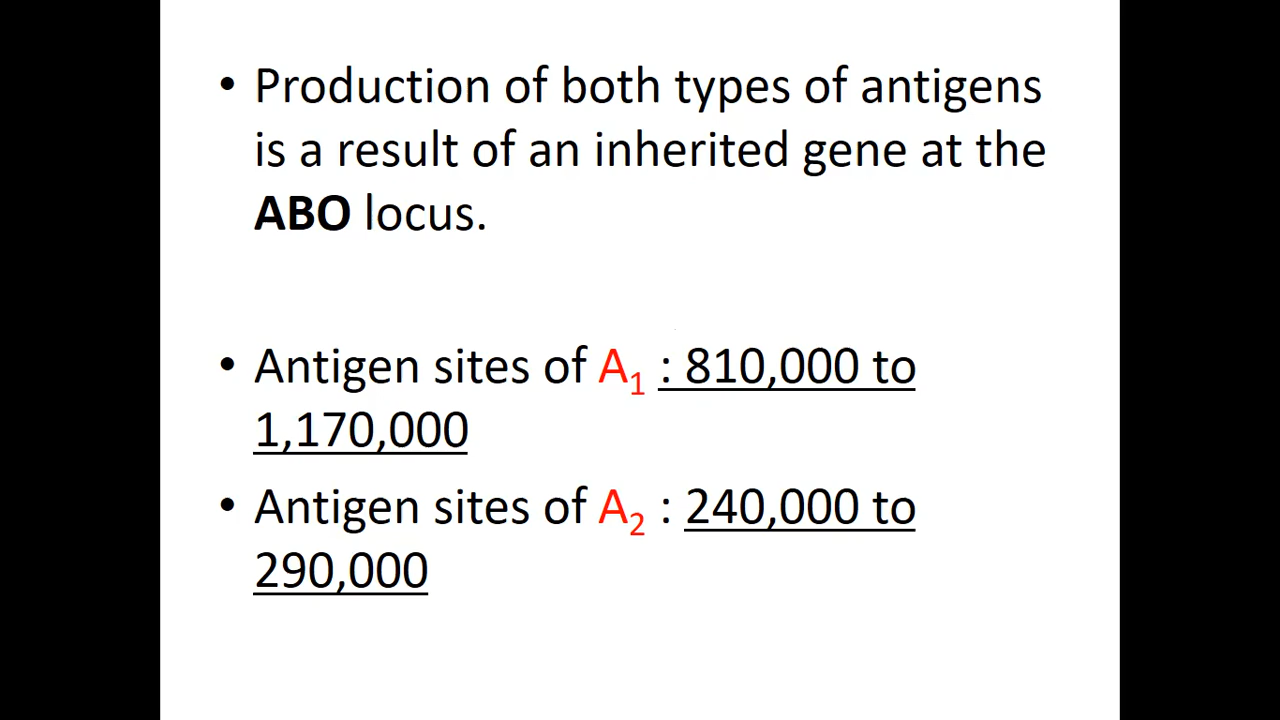 • Production of both types of antigens
is a result of an inherited gene at the
ABO locus.
• Antigen sites of A₁ : 810,000 to
1,170,000
• Antigen sites of A₂ : 240,000 to
290,000